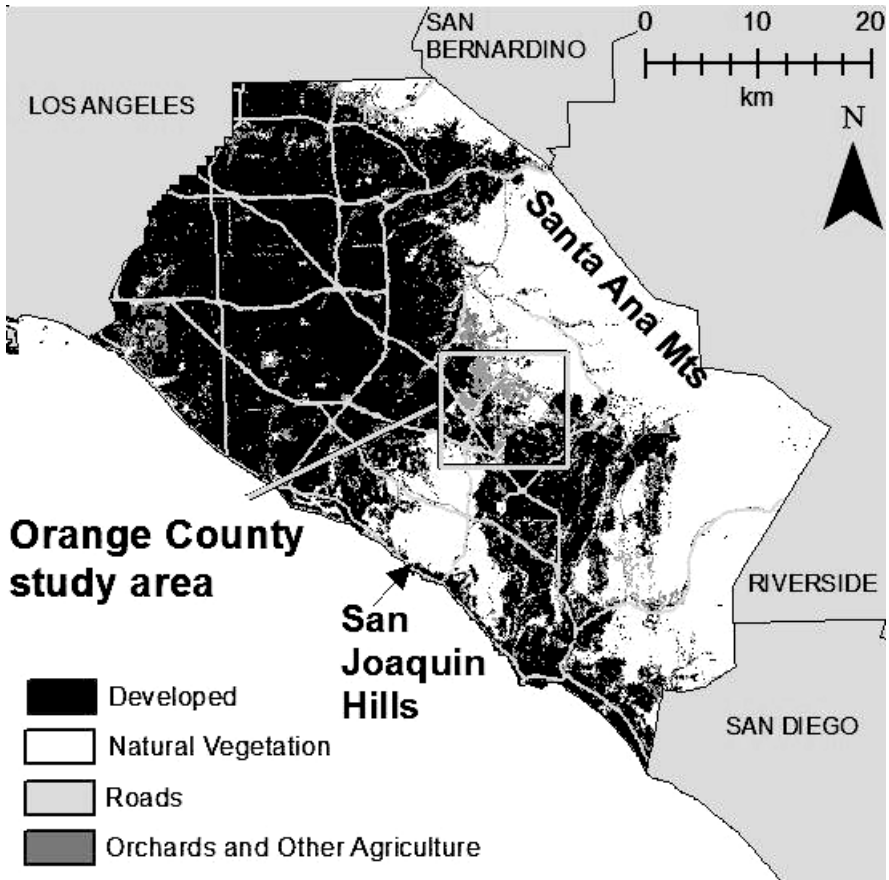 SAN
BERNARDINO
0 10 20
km
LOS ANGELES
N
Santa Ana Mts
Orange County
study area
San
Joaquin
Hills
RIVERSIDE
SAN DIEGO
Developed
Natural Vegetation
Roads
Orchards and Other Agriculture